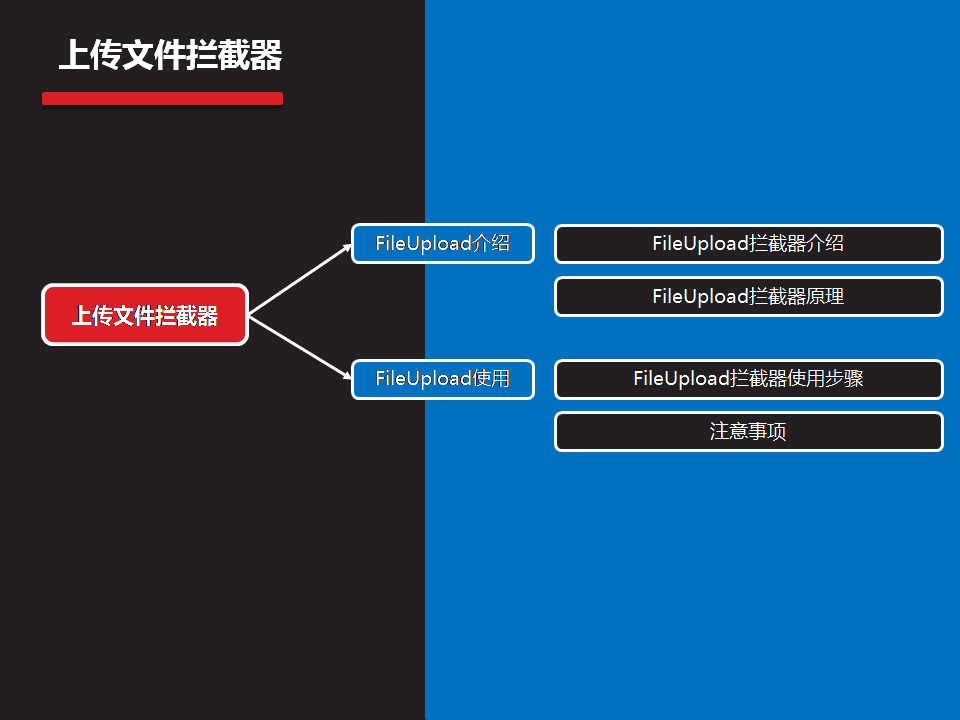 上传文件拦截器
上传文件拦截器
FileUpload介绍
FileUpload拦截器介绍
FileUpload拦截器原理
FileUpload使用
FileUpload拦截器使用步骤
注意事项